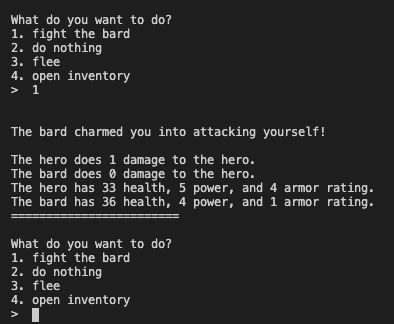 What do you want to do?
1. fight the bard
2. do nothing
3. flee
4. open inventory
>  1
The bard charmed you into attacking yourself!
The hero does 1 damage to the hero.
The bard does 0 damage to the hero.
The hero has 33 health, 5 power, and 4 armor rating.
The bard has 36 health, 4 power, and 1 armor rating.
========================
What do you want to do?
1. fight the bard
2. do nothing
3. flee
4. open inventory
>